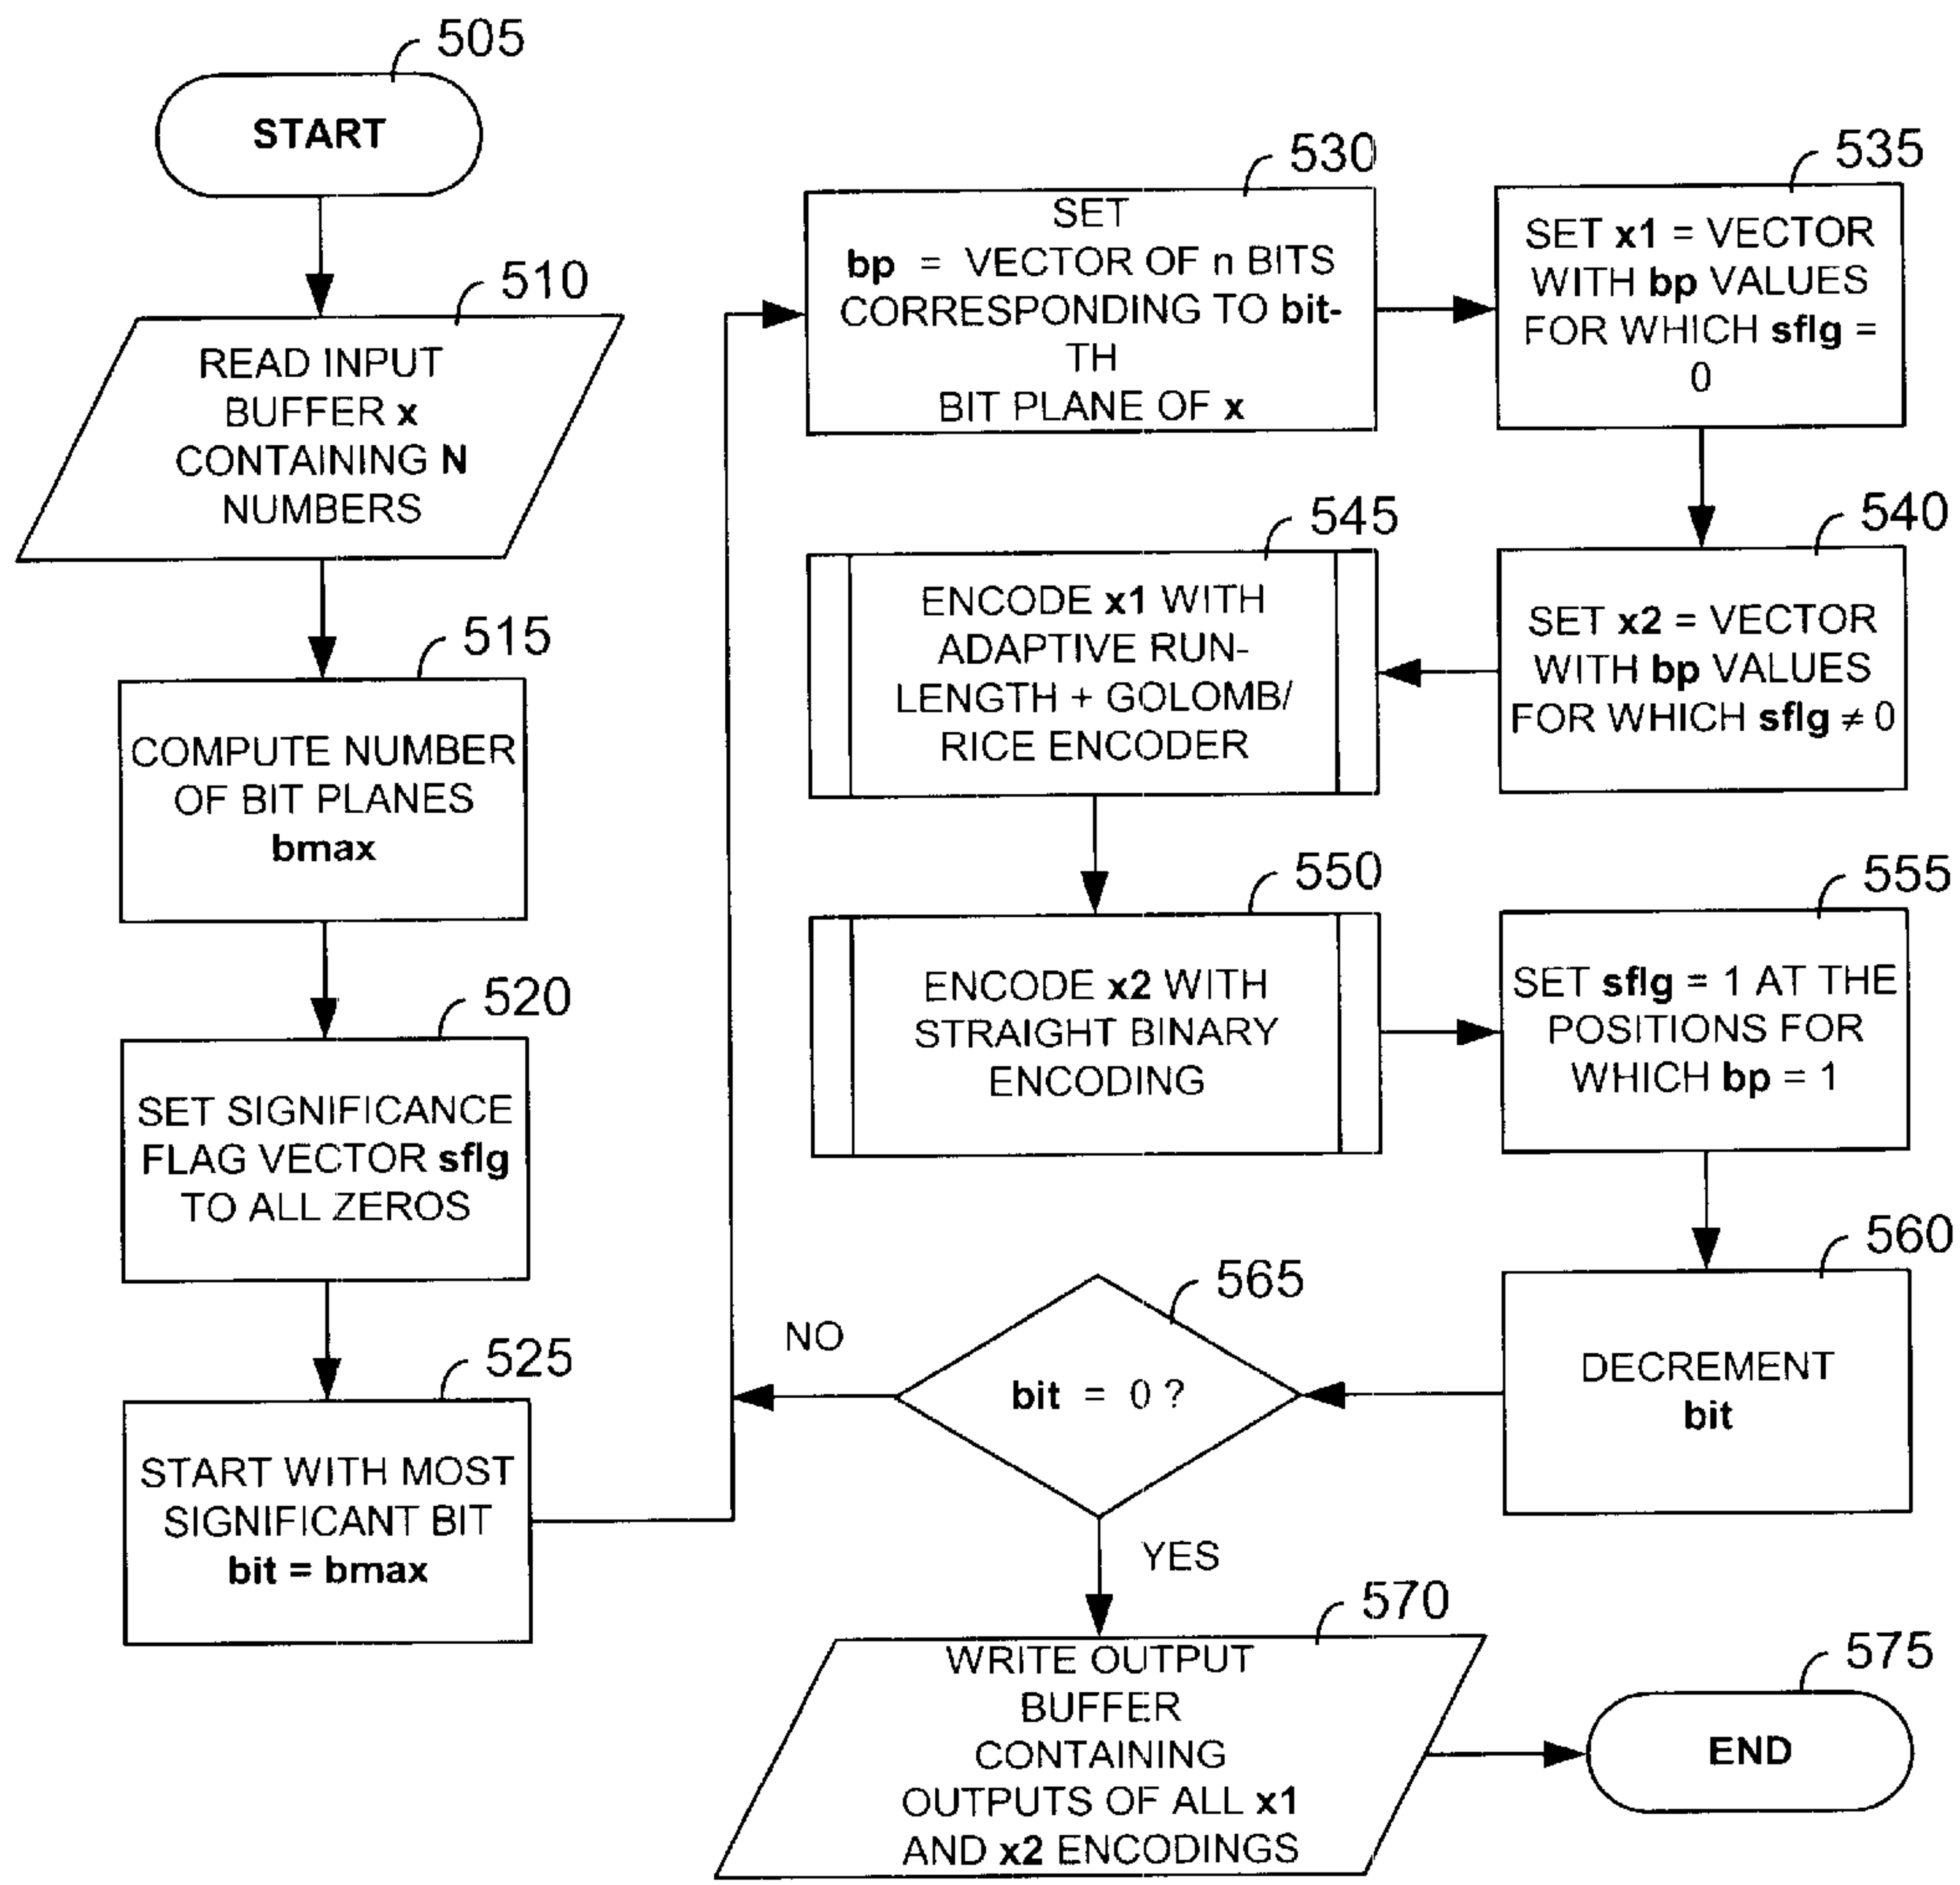 505
START
510
READ INPUT
BUFFER x
CONTAINING N
NUMBERS
515
COMPUTE NUMBER
OF BIT PLANES
bmax
520
SET SIGNIFICANCE
FLAG VECTOR sflg
TO ALL ZEROS
525
START WITH MOST
SIGNIFICANT BIT
bit = bmax
530
SET
bp = VECTOR OF n BITS
CORRESPONDING TO bit-
TH
BIT PLANE OF x
535
SET x1 = VECTOR
WITH bp VALUES
FOR WHICH sflg =
0
540
SET x2 = VECTOR
WITH bp VALUES
FOR WHICH sflg ≠ 0
545
ENCODE x1 WITH
ADAPTIVE RUN-
LENGTH + GOLOMB/
RICE ENCODER
550
ENCODE x2 WITH
STRAIGHT BINARY
ENCODING
555
SET sflg = 1 AT THE
POSITIONS FOR
WHICH bp = 1
560
DECREMENT
bit
565
bit = 0 ?
NO
YES
570
WRITE OUTPUT
BUFFER
CONTAINING
OUTPUTS OF ALL x1
AND x2 ENCODINGS
575
END